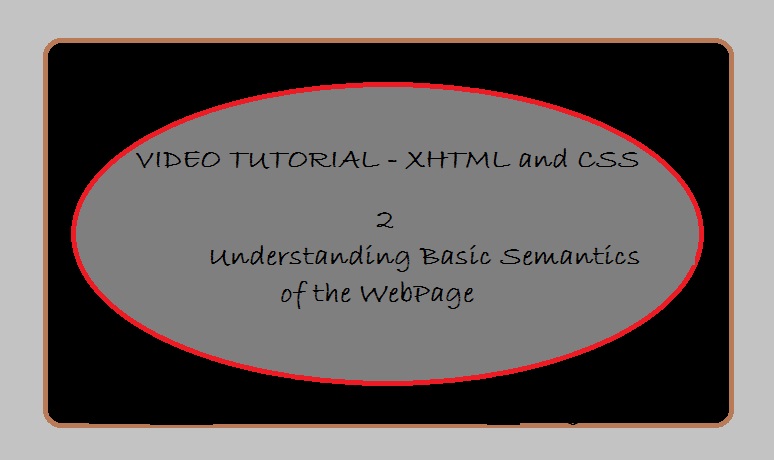 VIDEO TUTORIAL - XHTML and CSS
2
Understanding Basic Semantics
of the WebPage